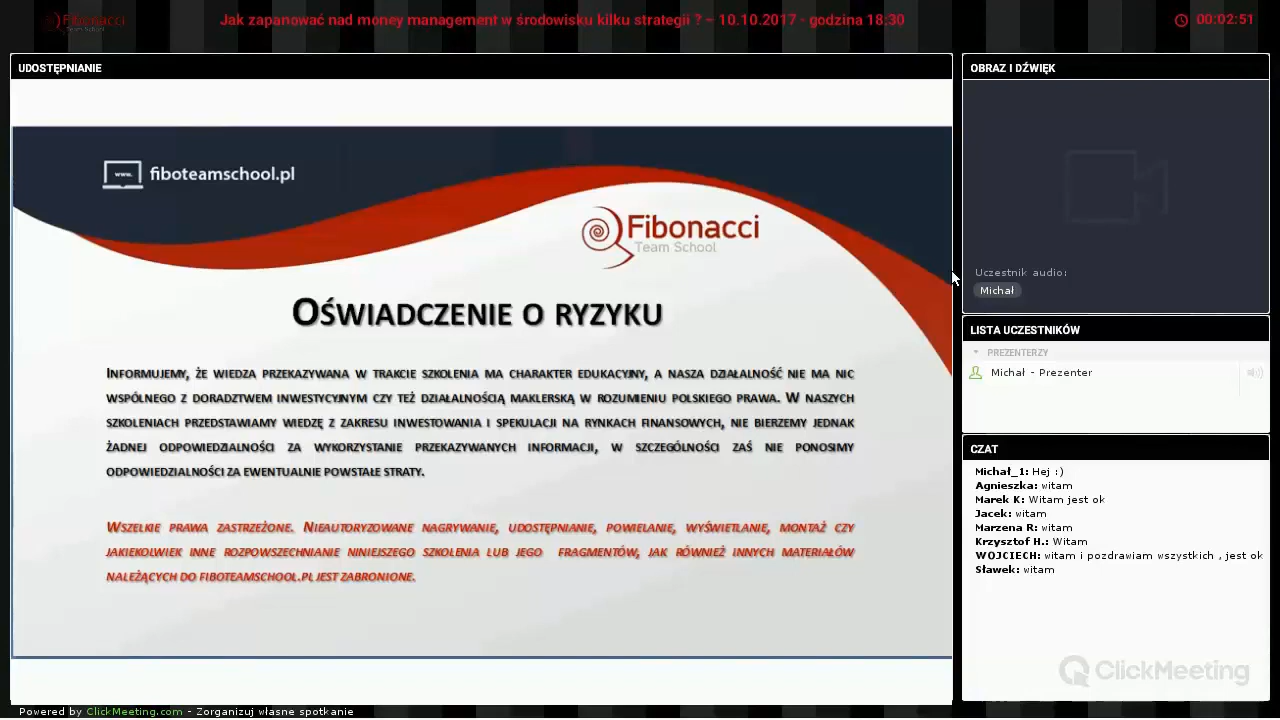 Fibonacci
Team School
Jak zapanować nad money management w środowisku kilku strategii ? ~ 10.10.2017 - godzina 18:30
00:02:51
UDOSTĘPNIANIE
www.
fiboteamschool.pl
Fibonacci
Team School
OŚWIADCZENIE O RYZYKU
INFORMUJEMY, ŻE WIEDZA PRZEKAZYWANA W TRAKCIE SZKOLENIA MA CHARAKTER EDUKACYJNY, A NASZA DZIAŁALNOŚĆ NIE MA NIC
WSPÓLNEGO Z DORADZTWEM INWESTYCYJNYM CZY TEŻ DZIAŁALNOŚCIĄ MAKLERSKĄ W ROZUMIENIU POLSKIEGO PRAWA. W NASZYCH
SZKOLENIACH PRZEDSTAWIAMY WIEDZĘ Z ZAKRESU INWESTOWANIA I SPEKULACJI NA RYNKACH FINANSOWYCH, NIE BIERZEMY JEDNAK
ŻADNEJ ODPOWIEDZIALNOŚCI ZA WYKORZYSTANIE PRZEKAZYWANYCH INFORMACJI, W SZCZEGÓLNOŚCI ZAŚ NIE PONOSIMY
ODPOWIEDZIALNOŚCI ZA EWENTUALNIE POWSTAŁE STRATY.
WSZELKIE PRAWA ZASTRZEŻONE. NIEAUTORYZOWANE NAGRYWANIE, UDOSTĘPNIANIE, POWIELANIE, WYŚWIETLANIE, MONTAŻ CZY
JAKIEKOLWIEK INNE ROZPOWSZECHNIANIE NINIEJSZEGO SZKOLENIA LUB JEGO FRAGMENTÓW, JAK RÓWNIEŻ INNYCH MATERIAŁÓW
NALEŻĄCYCH DO FIBOTEAMSCHOOL.PL JEST ZABRONIONE.
OBRAZ I DŹWIĘK
Uczestnik audio:
Michał
LISTA UCZESTNIKÓW
PREZENTERZY
Michał - Prezenter
CZAT
Michał_1: Hej :)
Agnieszka: witam
Marek K: Witam jest ok
Jacek: witam
Marzena R: witam
Krzysztof H.: Witam
WOJCIECH: witam i pozdrawiam wszystkich , jest ok
Sławek: witam
ClickMeeting
Powered by ClickMeeting.com - Zorganizuj własne spotkanie